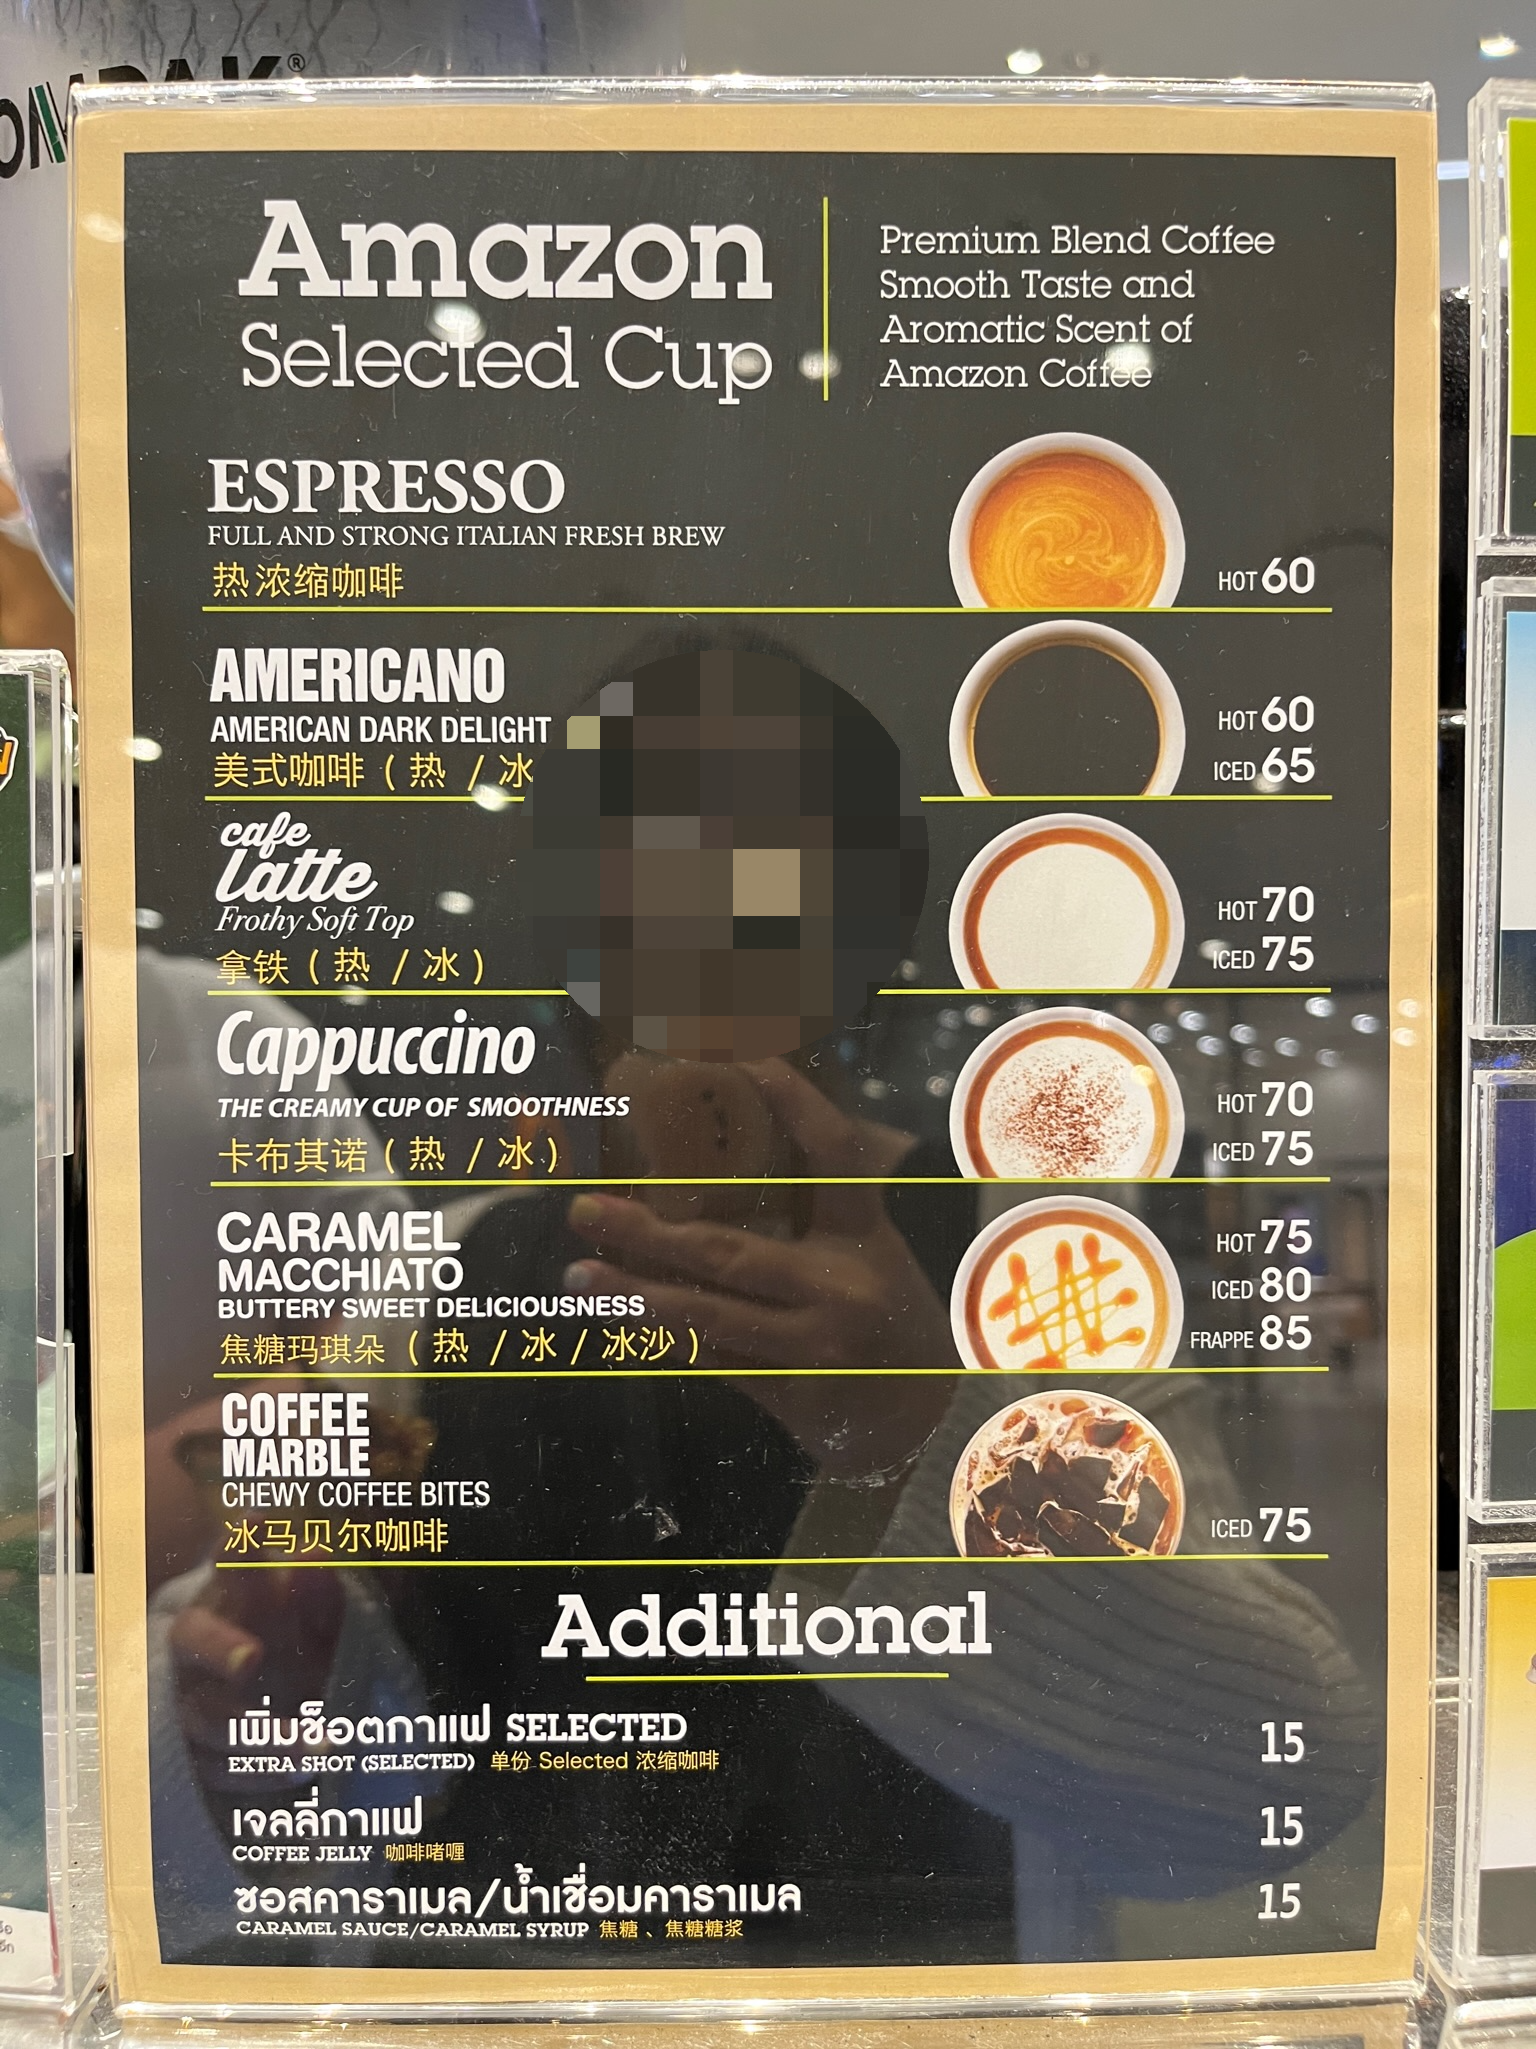 Amazon
Selected Cup
Premium Blend Coffee
Smooth Taste and
Aromatic Scent of
Amazon Coffee
ESPRESSO
FULL AND STRONG ITALIAN FRESH BREW
热浓缩咖啡
HOT 60
AMERICANO
AMERICAN DARK DELIGHT
美式咖啡 ( 热 / 冰
HOT 60
ICED 65
cafe
latte
Frothy Soft Top
拿铁 ( 热 / 冰 )
HOT 70
ICED 75
Cappuccino
THE CREAMY CUP OF SMOOTHNESS
卡布其诺 ( 热 / 冰 )
HOT 70
ICED 75
CARAMEL
MACCHIATO
BUTTERY SWEET DELICIOUSNESS
焦糖玛琪朵 ( 热 / 冰 / 冰沙 )
HOT 75
ICED 80
FRAPPE 85
COFFEE
MARBLE
CHEWY COFFEE BITES
冰马贝尔咖啡
ICED 75
Additional
เพิ่มช็อตกาแฟ SELECTED
EXTRA SHOT (SELECTED) 单份 Selected 浓缩咖啡
15
เจลลี่กาแฟ
COFFEE JELLY 咖啡啫喱
15
ซอสคาราเมล/น้ำเชื่อมคาราเมล
CARAMEL SAUCE/CARAMEL SYRUP 焦糖 、焦糖糖浆
15